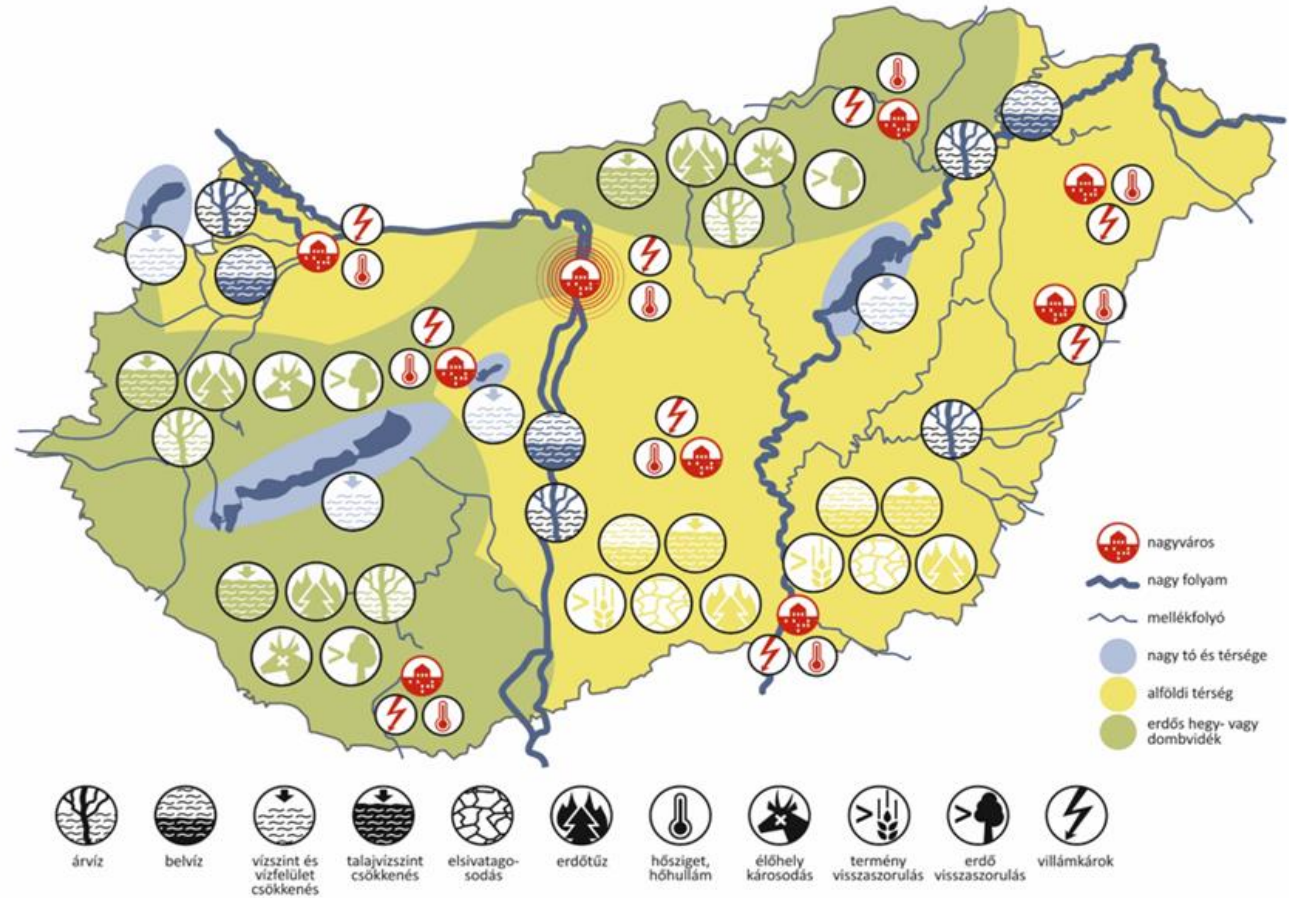 nagyváros
nagy folyam
mellékfolyó
nagy tó és térsége
alföldi térség
erdős hegy- vagy
dombvidék
árvíz
belvíz
vízszint és
vízfelület
csökkenés
talajvízszint
csökkenés
elsivatago-
sodás
erdőtűz
hősziget,
hőhullám
élőhely
károsodás
termény
visszaszorulás
erdő
visszaszorulás
villámkárok